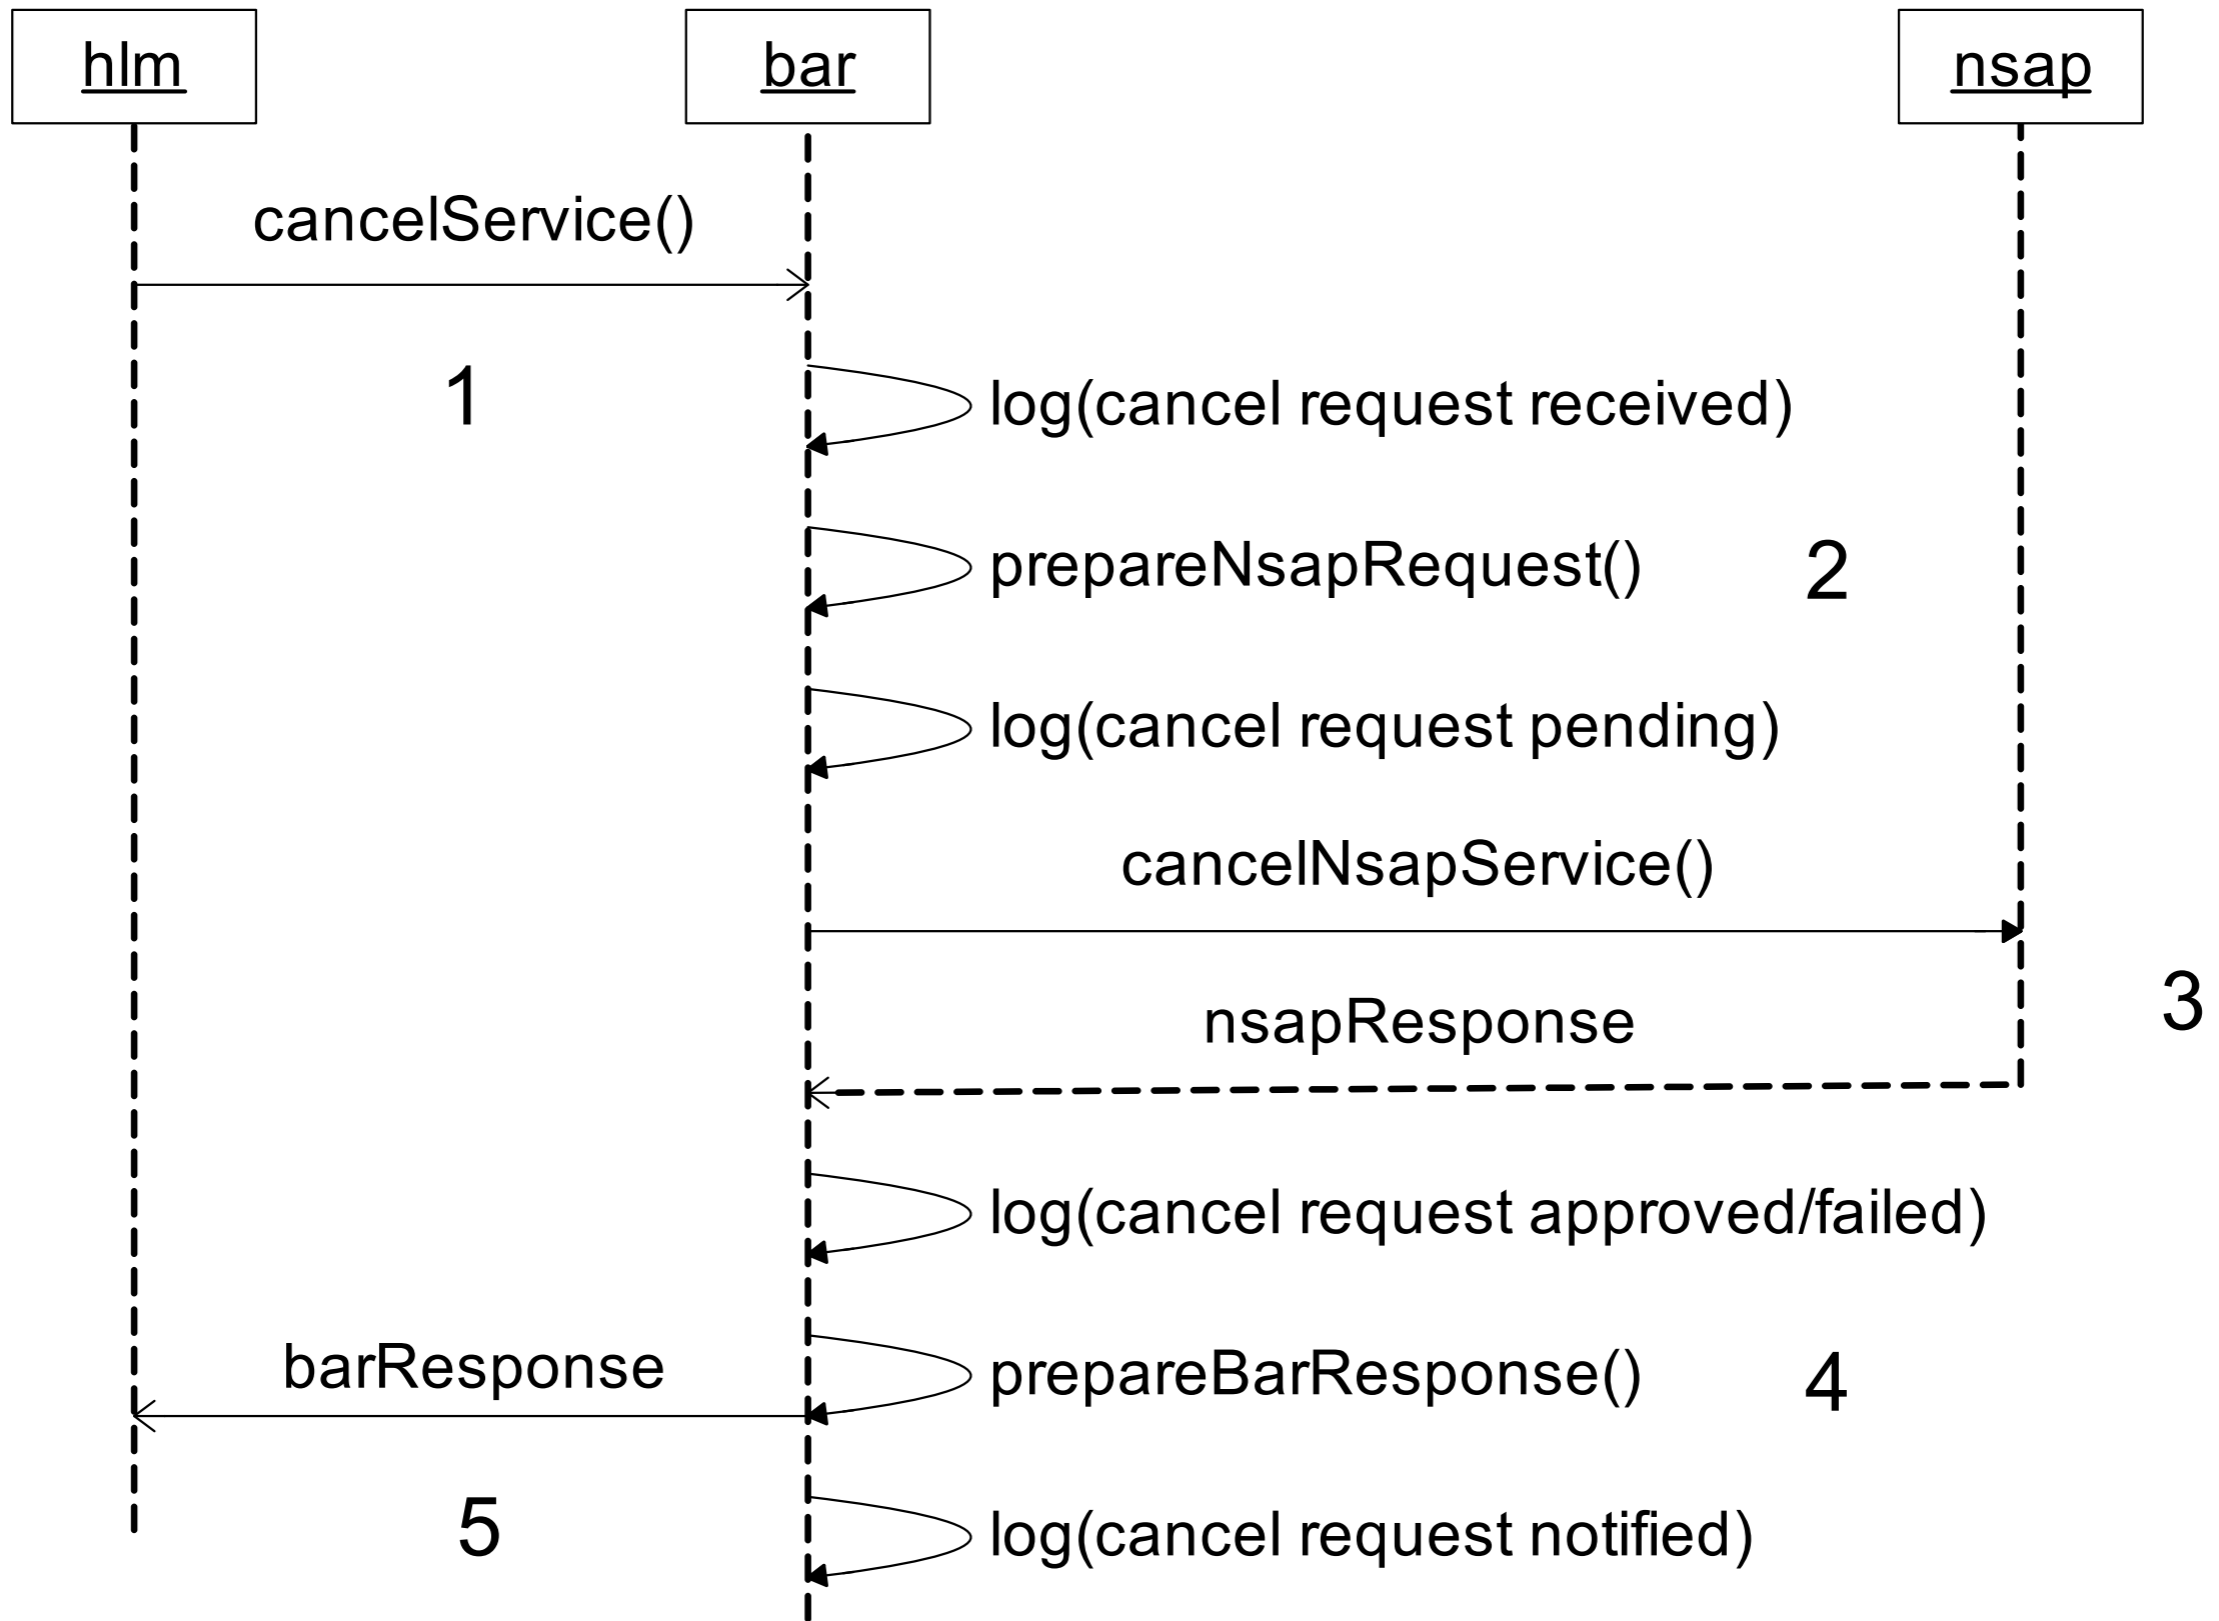 hlm
bar
nsap
cancelService()
1
log(cancel request received)
prepareNsapRequest()
2
log(cancel request pending)
cancelNsapService()
3
nsapResponse
log(cancel request approved/failed)
barResponse
prepareBarResponse()
4
5
log(cancel request notified)